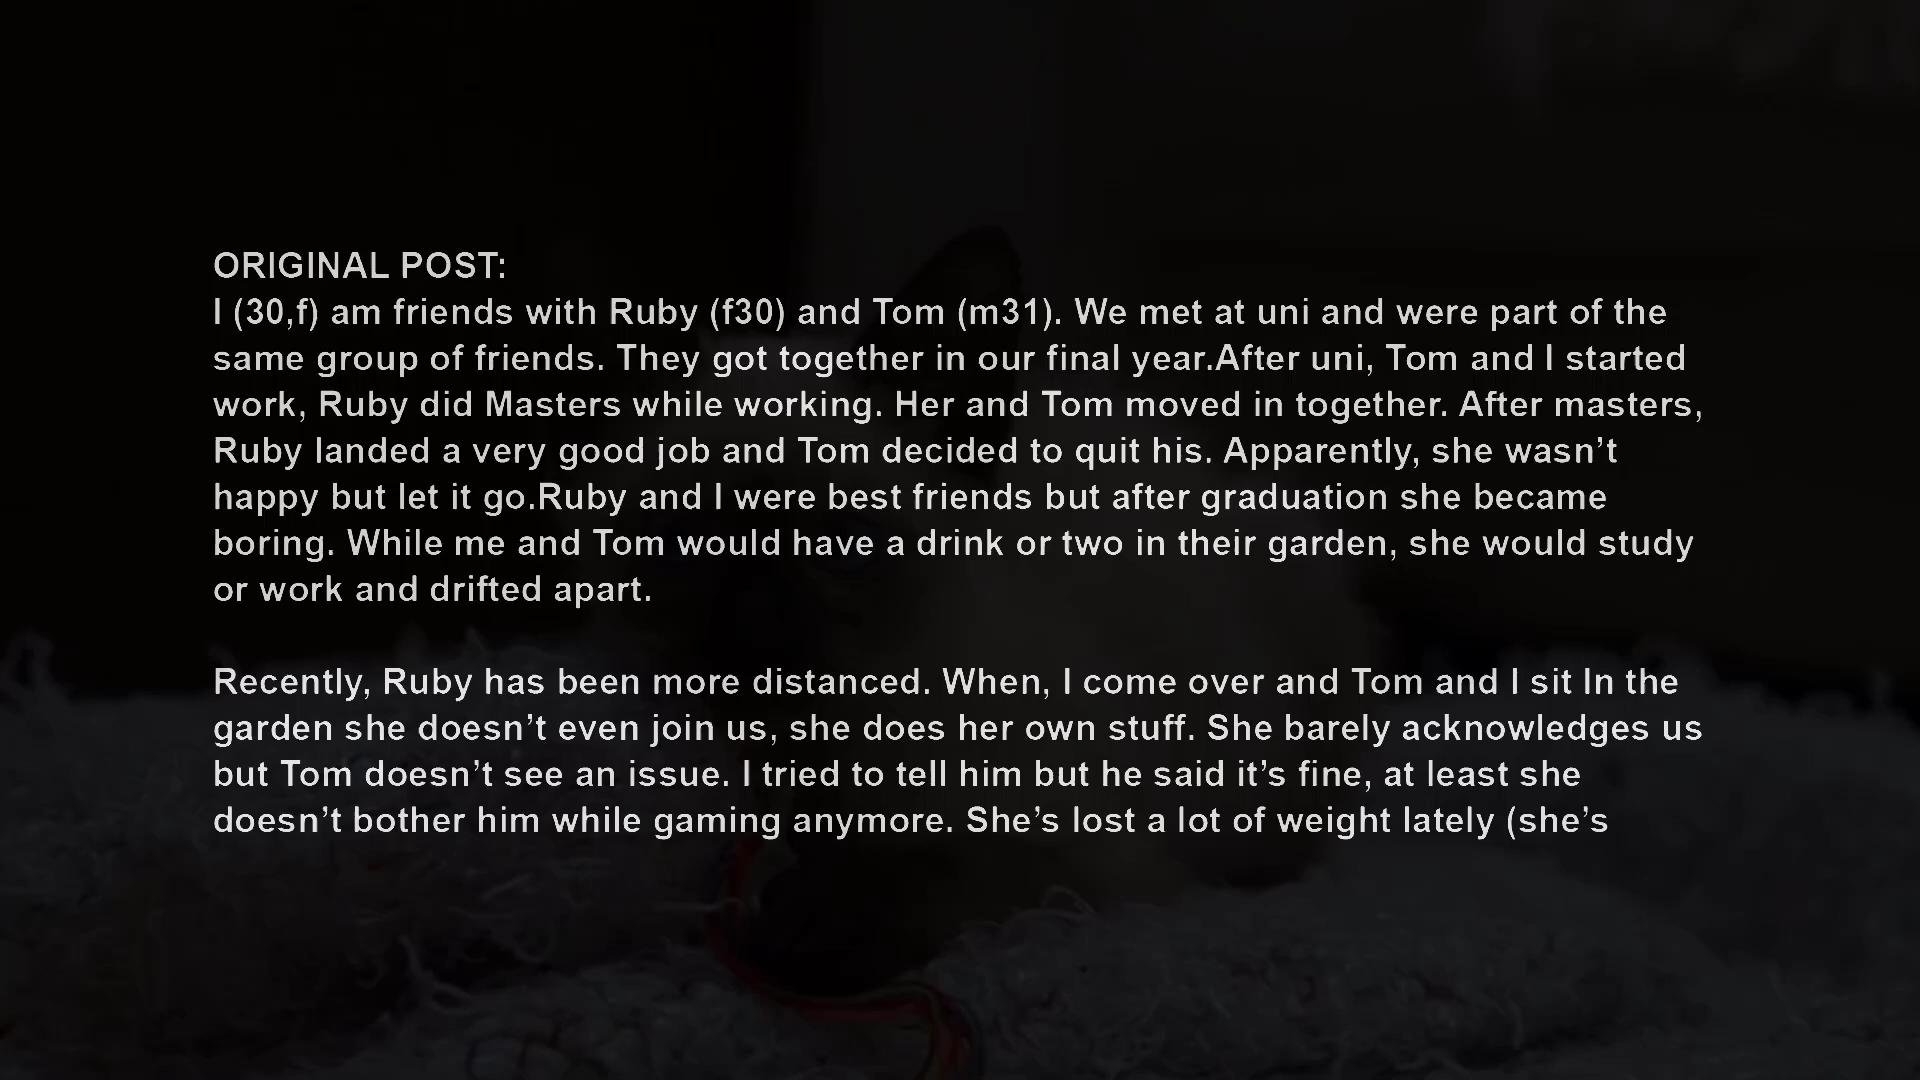 ORIGINAL POST:
I (30,f) am friends with Ruby (f30) and Tom (m31). We met at uni and were part of the
same group of friends. They got together in our final year.After uni, Tom and I started
work, Ruby did Masters while working. Her and Tom moved in together. After masters,
Ruby landed a very good job and Tom decided to quit his. Apparently, she wasn’t
happy but let it go.Ruby and I were best friends but after graduation she became
boring. While me and Tom would have a drink or two in their garden, she would study
or work and drifted apart.
Recently, Ruby has been more distanced. When, I come over and Tom and I sit In the
garden she doesn’t even join us, she does her own stuff. She barely acknowledges us
but Tom doesn’t see an issue. I tried to tell him but he said it’s fine, at least she
doesn’t bother him while gaming anymore. She’s lost a lot of weight lately (she’s